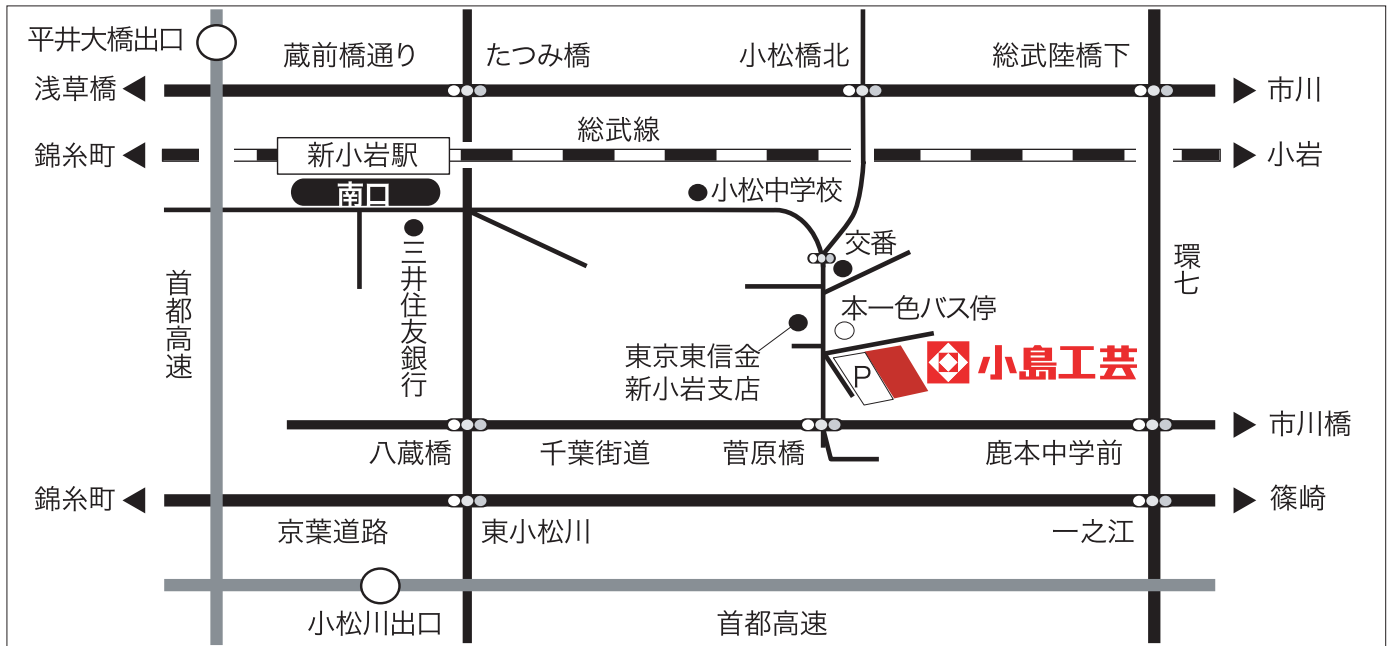 平井大橋出口
蔵前橋通り
たつみ橋
小松橋北
総武陸橋下
浅草橋
市川
総武線
錦糸町
新小岩駅
小岩
南口
小松中学校
交番
三井住友銀行
首都高速
環七
本一色バス停
東京東信金
新小岩支店
P
小島工芸
市川橋
八蔵橋
千葉街道
菅原橋
鹿本中学前
錦糸町
篠崎
京葉道路
東小松川
一之江
小松川出口
首都高速